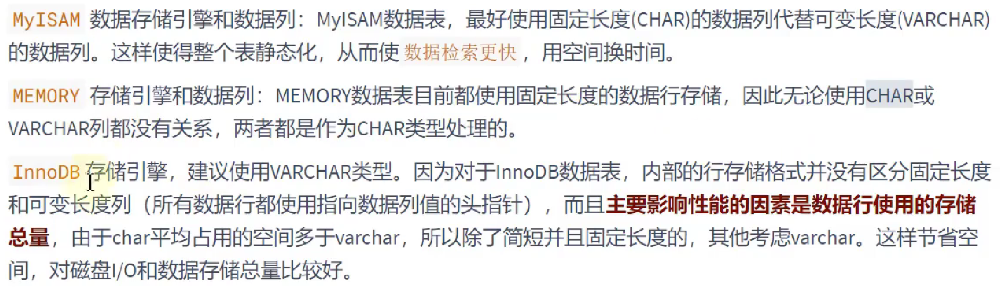 MyISAM 数据存储引擎和数据列：MyISAM数据表，最好使用固定长度(CHAR)的数据列代替可变长度(VARCHAR)
的数据列。这样使得整个表静态化，从而使 数据检索更快 ，用空间换时间。
MEMORY 存储引擎和数据列：MEMORY数据表目前都使用固定长度的数据行存储，因此无论使用CHAR或
VARCHAR列都没有关系，两者都是作为CHAR类型处理的。
InnoDB 存储引擎，建议使用VARCHAR类型。因为对于InnoDB数据表，内部的行存储格式并没有区分固定长度
和可变长度列（所有数据行都使用指向数据列值的头指针），而且主要影响性能的因素是数据行使用的存储
总量，由于char平均占用的空间多于varchar，所以除了简短并且固定长度的，其他考虑varchar。这样节省空
间，对磁盘I/O和数据存储总量比较好。